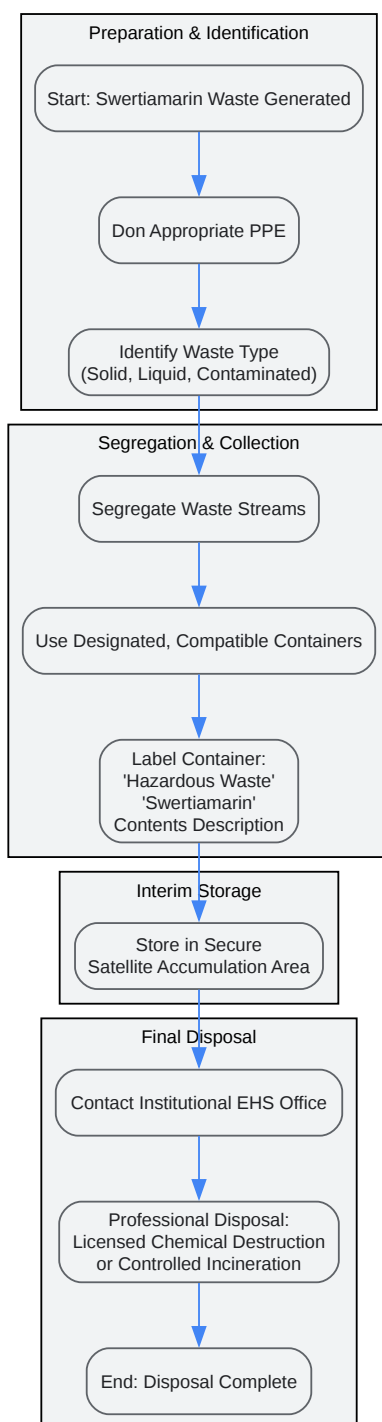 Preparation & Identification
Start: Swertiamarin Waste Generated
Don Appropriate PPE
Identify Waste Type
(Solid, Liquid, Contaminated)
Segregation & Collection
Segregate Waste Streams
Use Designated, Compatible Containers
Label Container:
'Hazardous Waste'
'Swertiamarin'
Contents Description
Interim Storage
Store in Secure
Satellite Accumulation Area
Final Disposal
Contact Institutional EHS Office
Professional Disposal:
Licensed Chemical Destruction
or Controlled Incineration
End: Disposal Complete